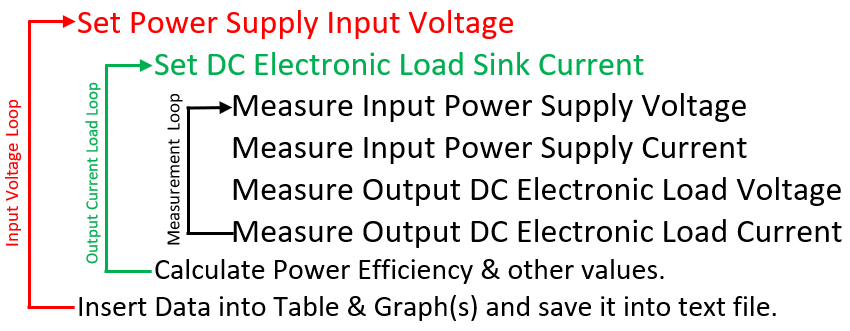 Set Power Supply Input Voltage
Set DC Electronic Load Sink Current
Measure Input Power Supply Voltage
Measure Input Power Supply Current
Measure Output DC Electronic Load Voltage
Measure Output DC Electronic Load Current
Calculate Power Efficiency & other values.
Insert Data into Table & Graph(s) and save it into text file.
Input Voltage Loop
Output Current Load Loop
Measurement Loop